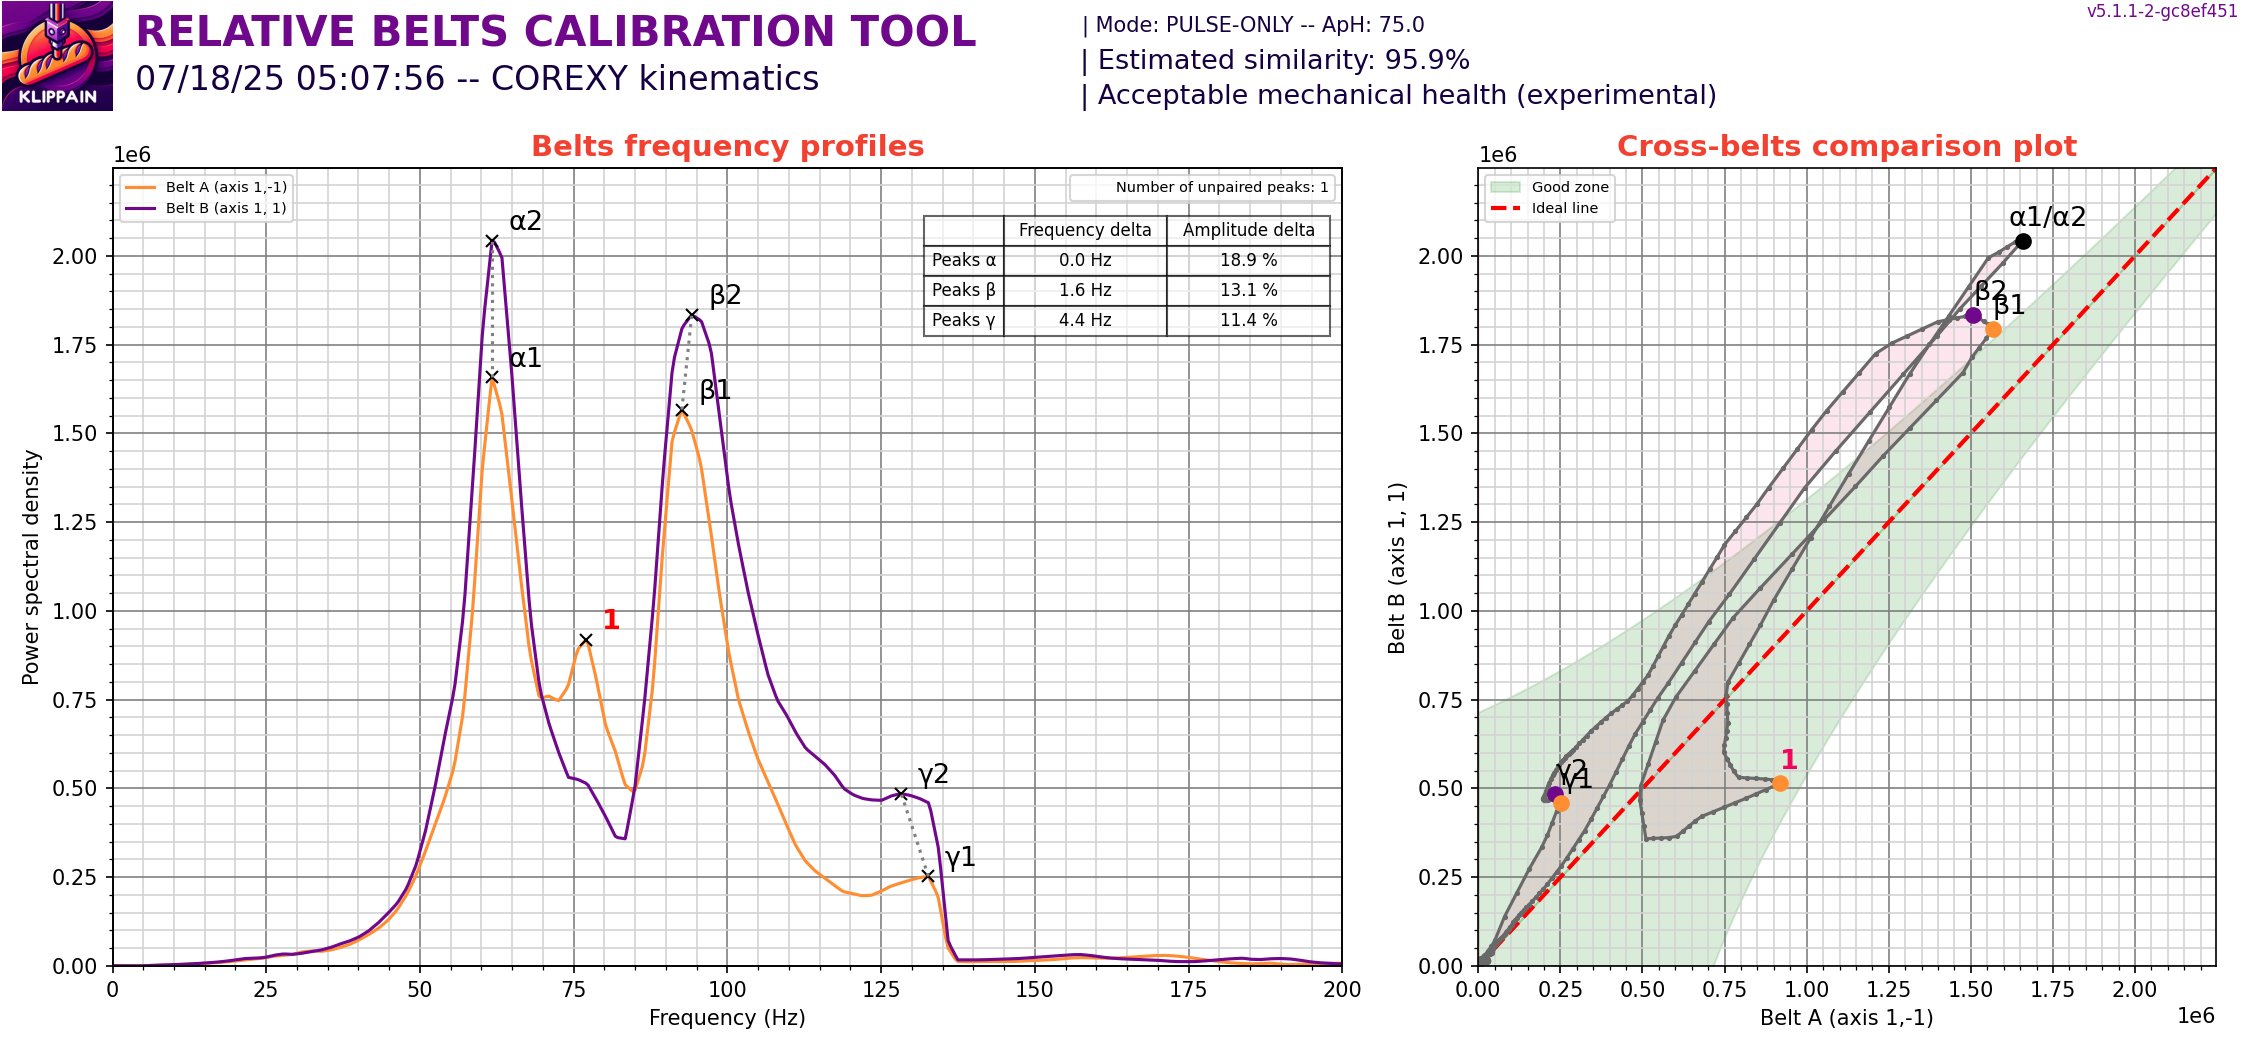 KLIPPAIN
RELATIVE BELTS CALIBRATION TOOL
07/18/25 05:07:56 -- COREXY kinematics
| Mode: PULSE-ONLY -- ApH: 75.0
| Estimated similarity: 95.9%
| Acceptable mechanical health (experimental)
v5.1.1-2-gc8ef451
Belts frequency profiles
1e6
Belt A (axis 1,-1)
Belt B (axis 1, 1)
Number of unpaired peaks: 1
Frequency delta Amplitude delta
Peaks α 0.0 Hz 18.9 %
Peaks β 1.6 Hz 13.1 %
Peaks γ 4.4 Hz 11.4 %
α2
α1
β2
β1
1
γ2
γ1
Power spectral density
2.00
1.75
1.50
1.25
1.00
0.75
0.50
0.25
0.00
0 25 50 75 100 125 150 175 200
Frequency (Hz)
Cross-belts comparison plot
1e6
Good zone
Ideal line
α1/α2
β2
β1
1
γ2
γ1
Belt B (axis 1, 1)
2.00
1.75
1.50
1.25
1.00
0.75
0.50
0.25
0.00
0.00 0.25 0.50 0.75 1.00 1.25 1.50 1.75 2.00
Belt A (axis 1,-1)
1e6